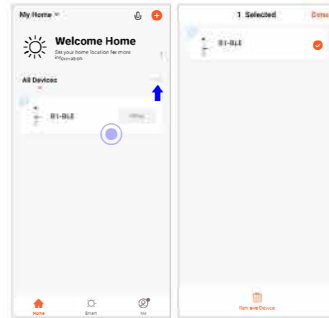 My Home
Welcome Home
Set your home location for more
information
All Devices
B1-BLE
Home
Smart
Me
1 Selected
Done
B1-BLE
Remove Device